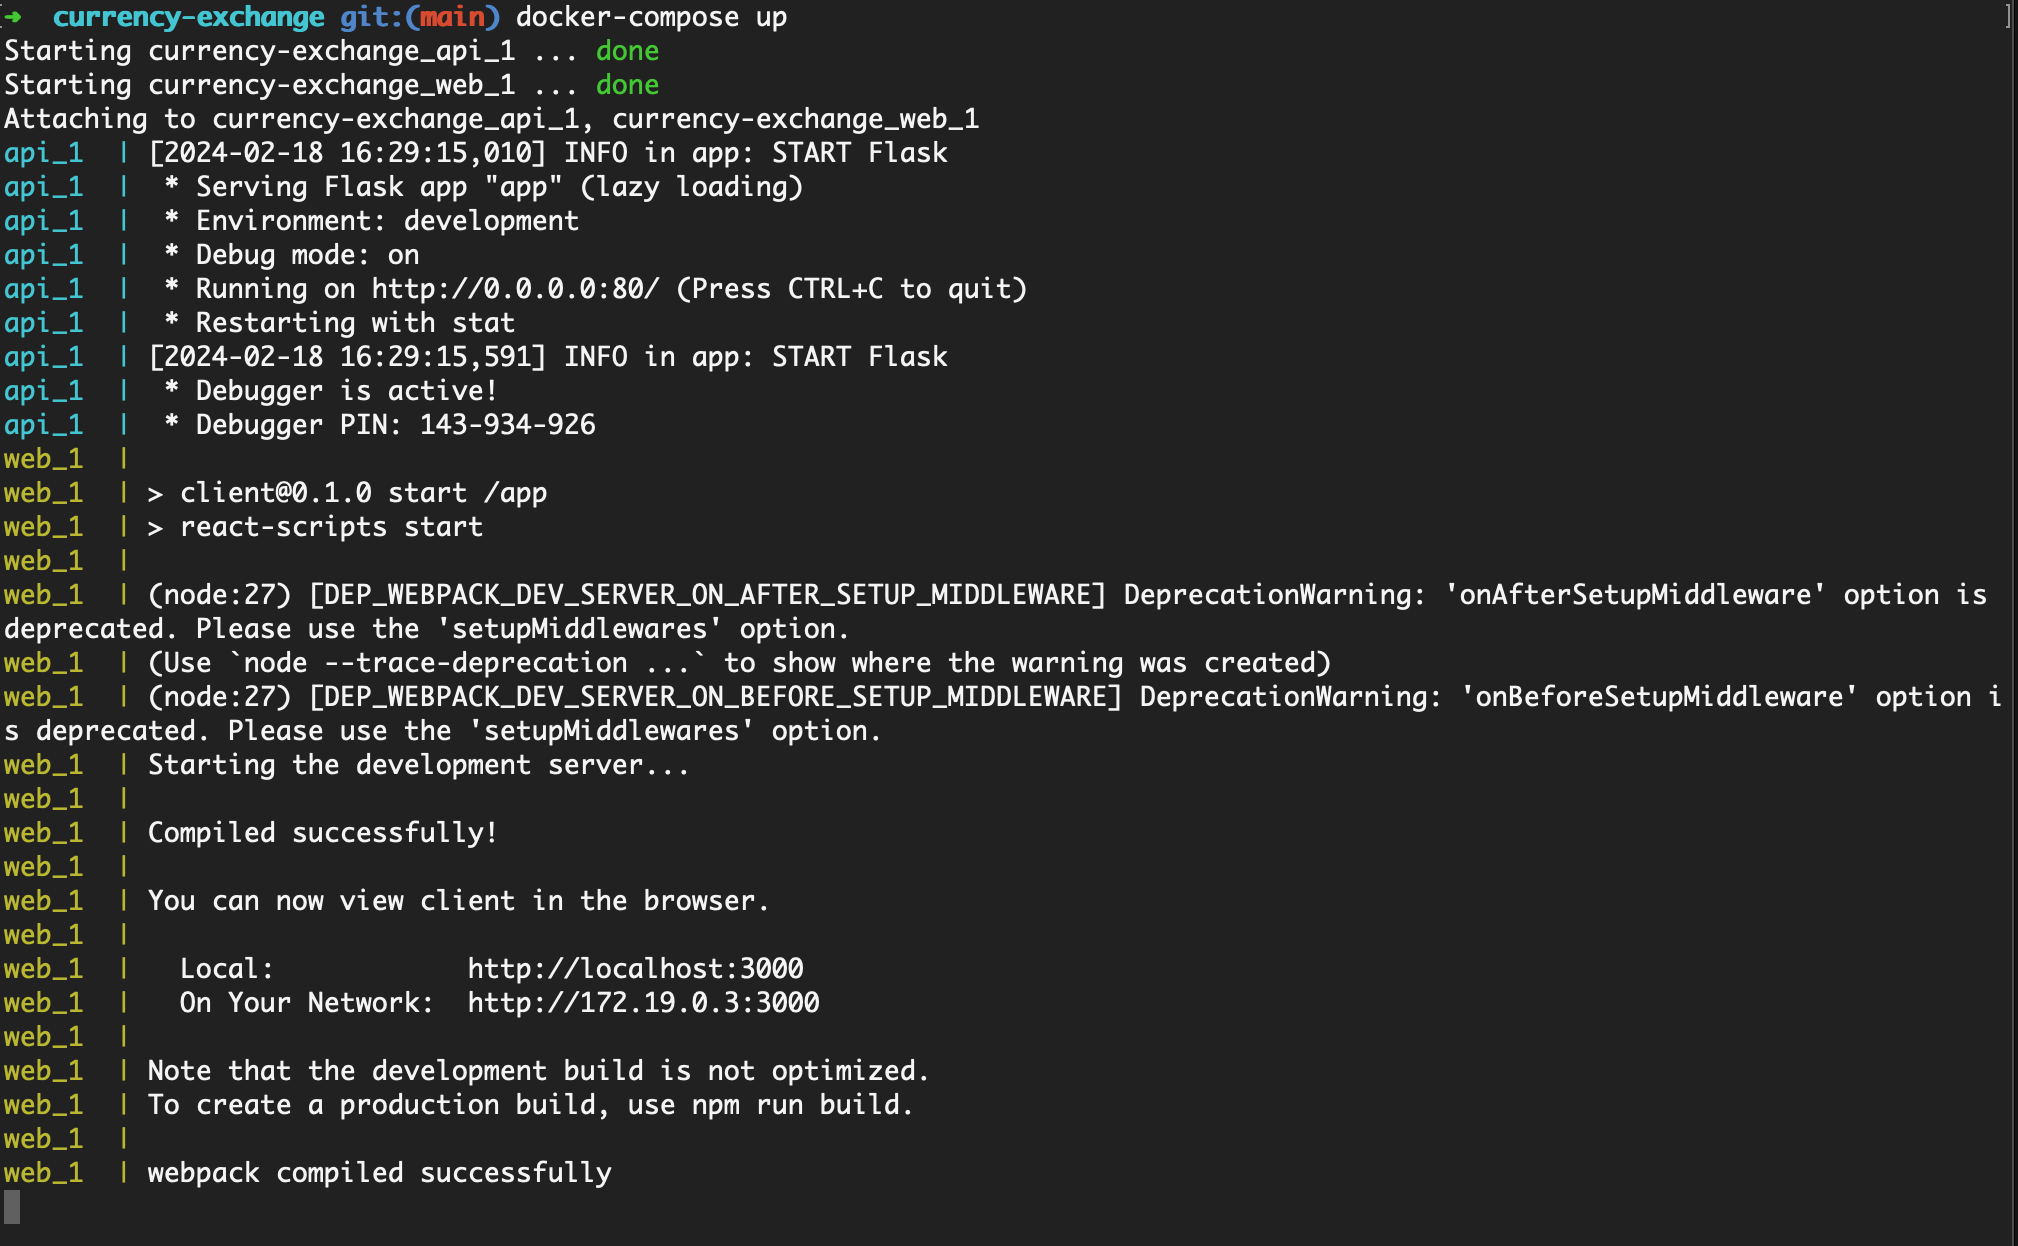 ➜  currency-exchange git:(main) docker-compose up
Starting currency-exchange_api_1 ... done
Starting currency-exchange_web_1 ... done
Attaching to currency-exchange_api_1, currency-exchange_web_1
api_1  | [2024-02-18 16:29:15,010] INFO in app: START Flask
api_1  |  * Serving Flask app "app" (lazy loading)
api_1  |  * Environment: development
api_1  |  * Debug mode: on
api_1  |  * Running on http://0.0.0.0:80/ (Press CTRL+C to quit)
api_1  |  * Restarting with stat
api_1  | [2024-02-18 16:29:15,591] INFO in app: START Flask
api_1  |  * Debugger is active!
api_1  |  * Debugger PIN: 143-934-926
web_1  |
web_1  | > client@0.1.0 start /app
web_1  | > react-scripts start
web_1  |
web_1  | (node:27) [DEP_WEBPACK_DEV_SERVER_ON_AFTER_SETUP_MIDDLEWARE] DeprecationWarning: 'onAfterSetupMiddleware' option is
deprecated. Please use the 'setupMiddlewares' option.
web_1  | (Use `node --trace-deprecation ...` to show where the warning was created)
web_1  | (node:27) [DEP_WEBPACK_DEV_SERVER_ON_BEFORE_SETUP_MIDDLEWARE] DeprecationWarning: 'onBeforeSetupMiddleware' option i
s deprecated. Please use the 'setupMiddlewares' option.
web_1  | Starting the development server...
web_1  |
web_1  | Compiled successfully!
web_1  |
web_1  | You can now view client in the browser.
web_1  |
web_1  |   Local:            http://localhost:3000
web_1  |   On Your Network:  http://172.19.0.3:3000
web_1  |
web_1  | Note that the development build is not optimized.
web_1  | To create a production build, use npm run build.
web_1  |
web_1  | webpack compiled successfully